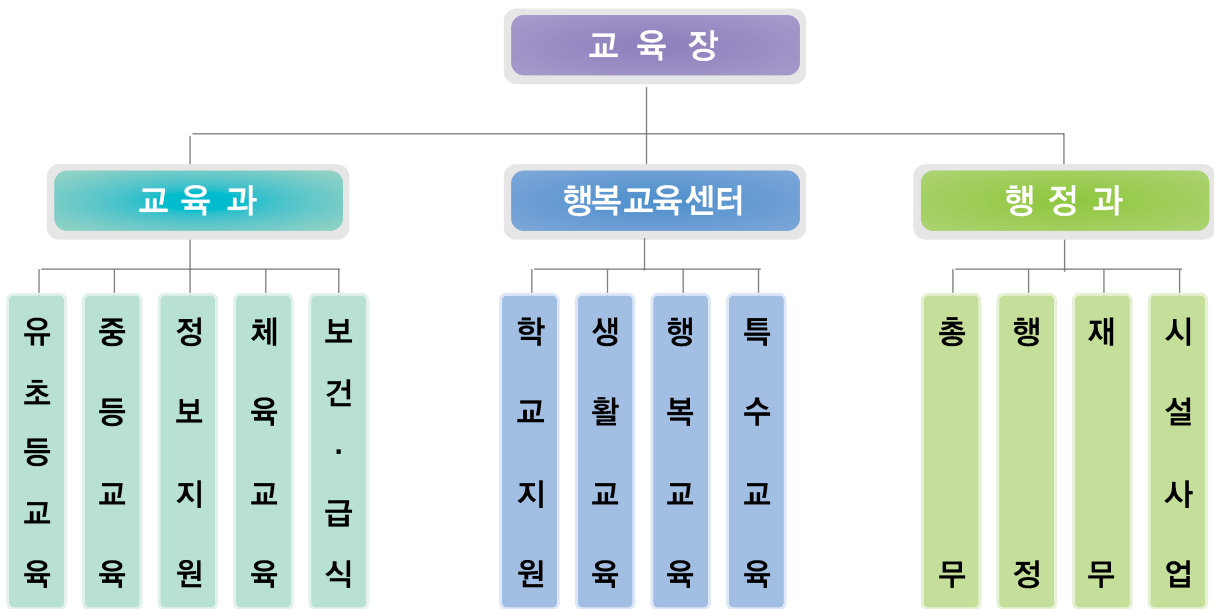 교육장
교육과
행복교육센터
행정과
유초등교육
중등교육
정보지원
체육교육
보건·급식
학교지원
생활교육
행복교육
특수교육
총무
행정
재무
시설사업